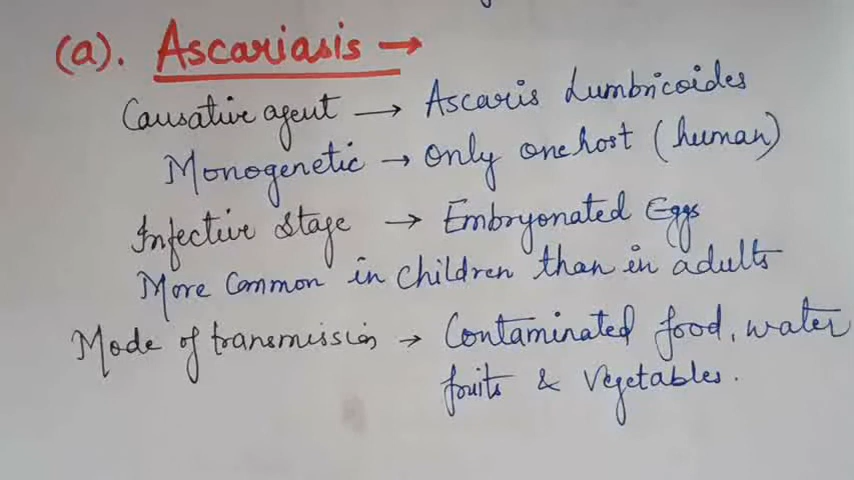 (a). Ascariasis →
Causative agent → Ascaris Lumbricoides
Monogenetic → Only one host (human)
Infective Stage → Embryonated Eggs
More Common in children than in adults
Mode of transmission → Contaminated food, water
fruits & Vegetables.